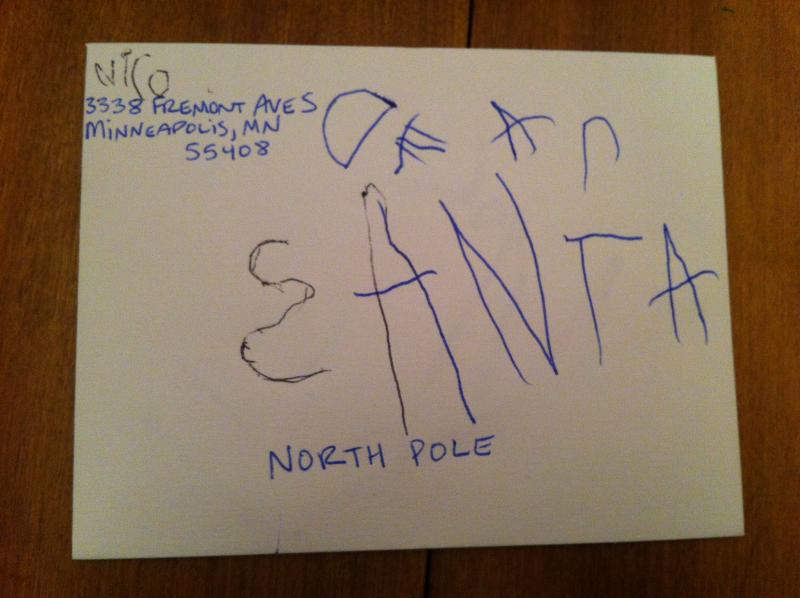 NICO
3338 FREMONT AVE S
MINNEAPOLIS, MN
55408
DEAR
SANTA
NORTH POLE